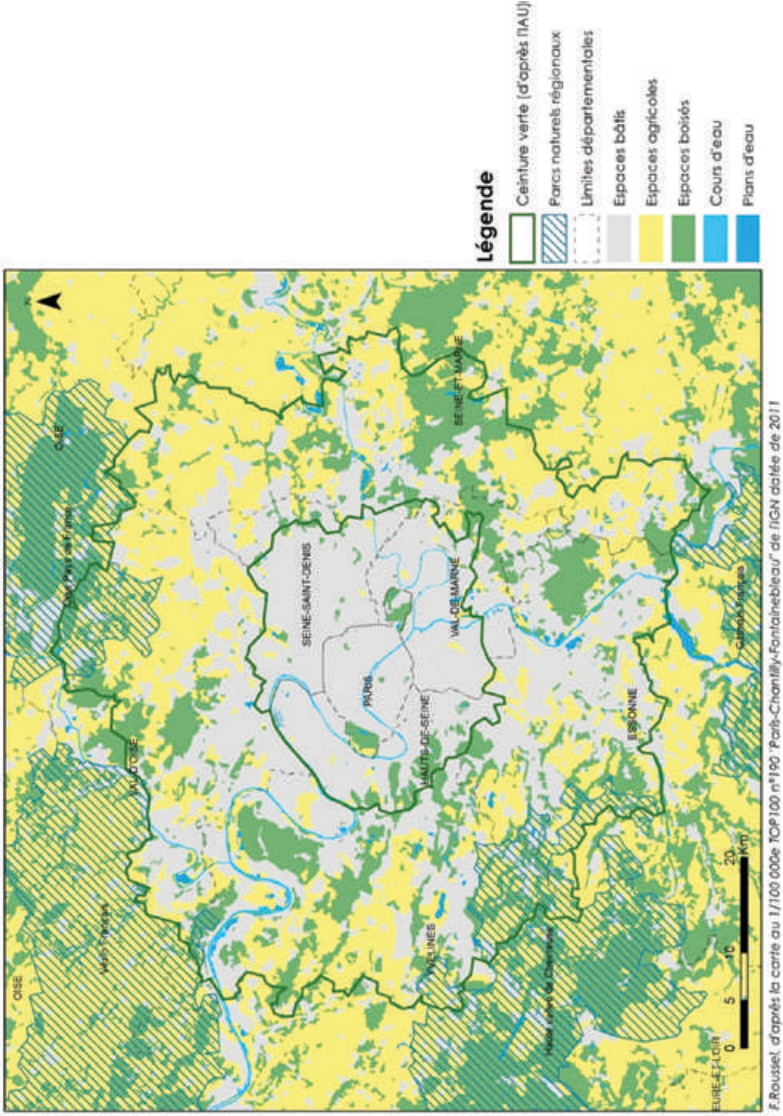 Légende
Ceinture verte (d'après l'IAU)
Parcs naturels régionaux
Limites départementales
Espaces bâtis
Espaces agricoles
Espaces boisés
Cours d'eau
Plans d'eau
OISE
OISE
Oise Pays de France
Vexin Français
VAL-D'OISE
SEINE-SAINT-DENIS
PARIS
HAUTS-DE-SEINE
VAL-DE-MARNE
SEINE-ET-MARNE
YVELINES
ESSONNE
Haute vallée de Chevreuse
Gâtinais Français
EURE-ET-LOIR
0 5 10 20
Km
F.Roussel, d'après la carte au 1/100 000e TOP100 n°190 "Paris-Chantilly-Fontainebleau" de l'IGN datée de 2011